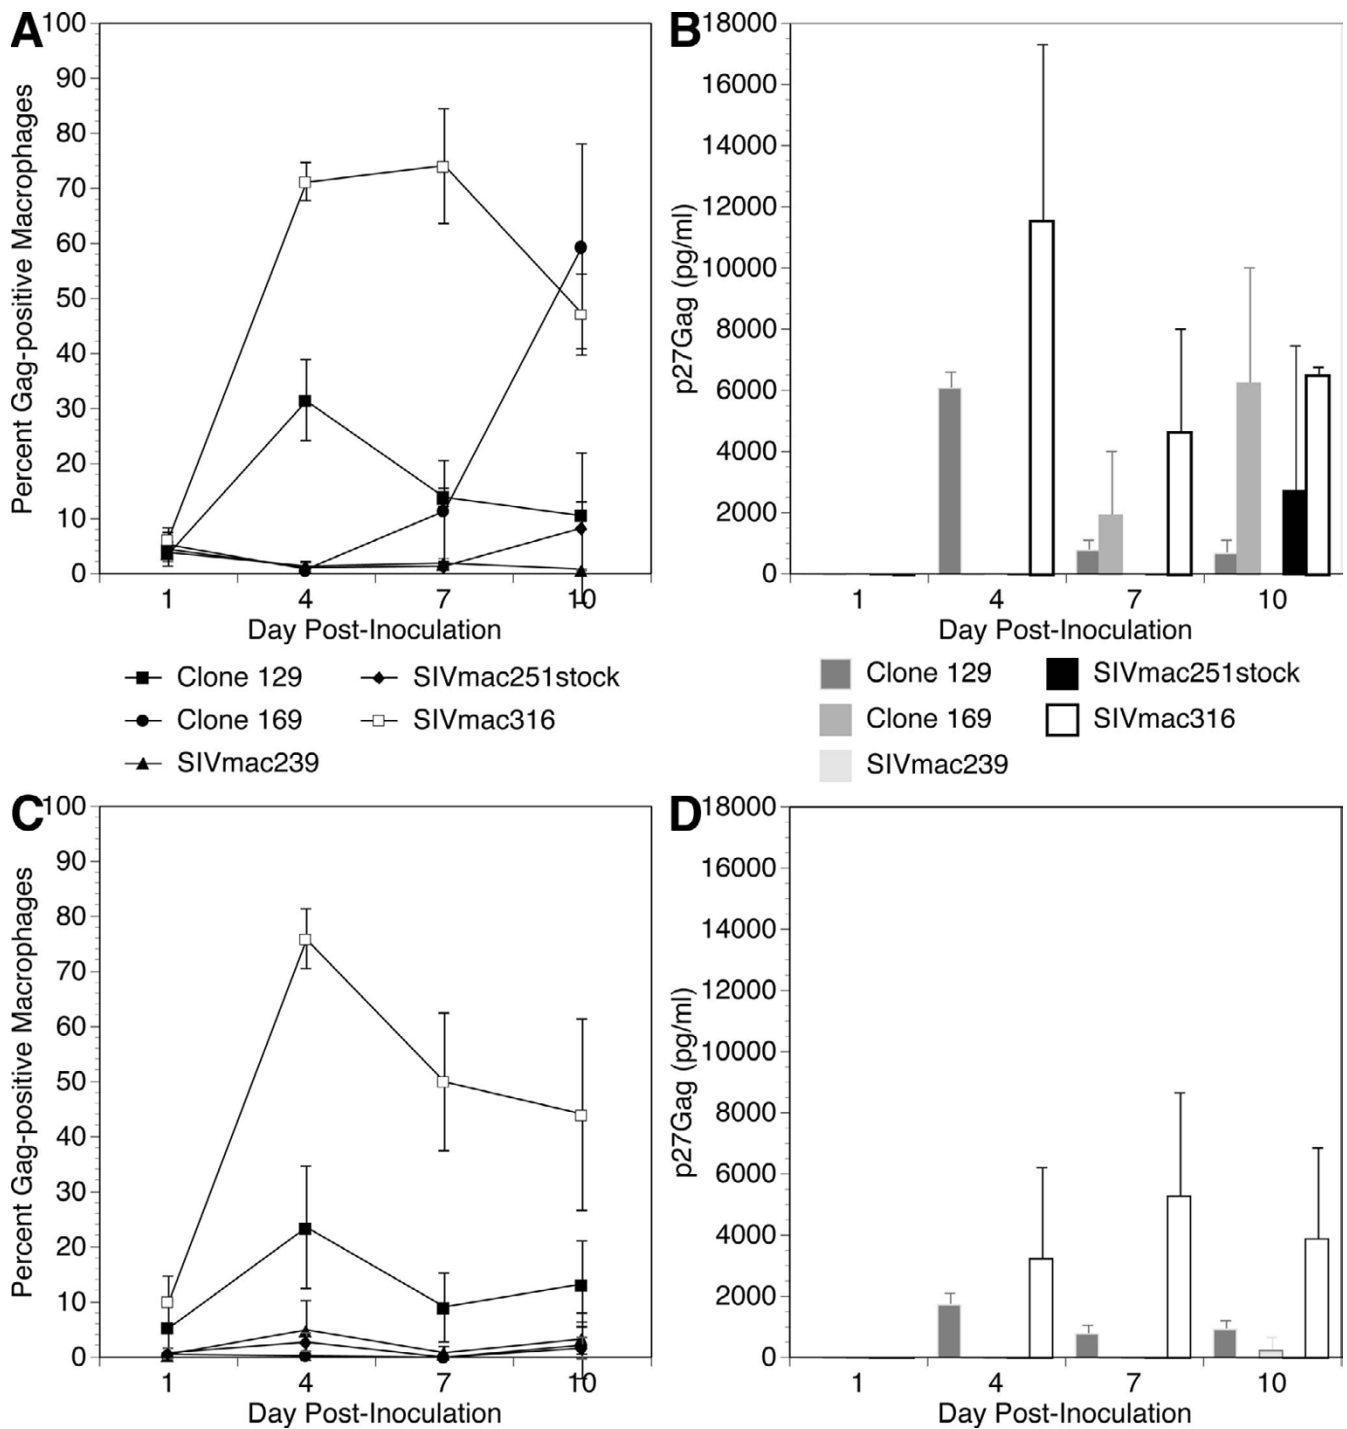 A
100
90
80
70
60
50
40
30
20
10
0
Percent Gag-positive Macrophages
1 4 7 10
Day Post-Inoculation
B
18000
16000
14000
12000
10000
8000
6000
4000
2000
0
p27Gag (pg/ml)
1 4 7 10
Day Post-Inoculation
Clone 129
SIVmac251stock
Clone 169
SIVmac316
SIVmac239
Clone 129
SIVmac251stock
Clone 169
SIVmac316
SIVmac239
C
100
90
80
70
60
50
40
30
20
10
0
Percent Gag-positive Macrophages
1 4 7 10
Day Post-Inoculation
D
18000
16000
14000
12000
10000
8000
6000
4000
2000
0
p27Gag (pg/ml)
1 4 7 10
Day Post-Inoculation